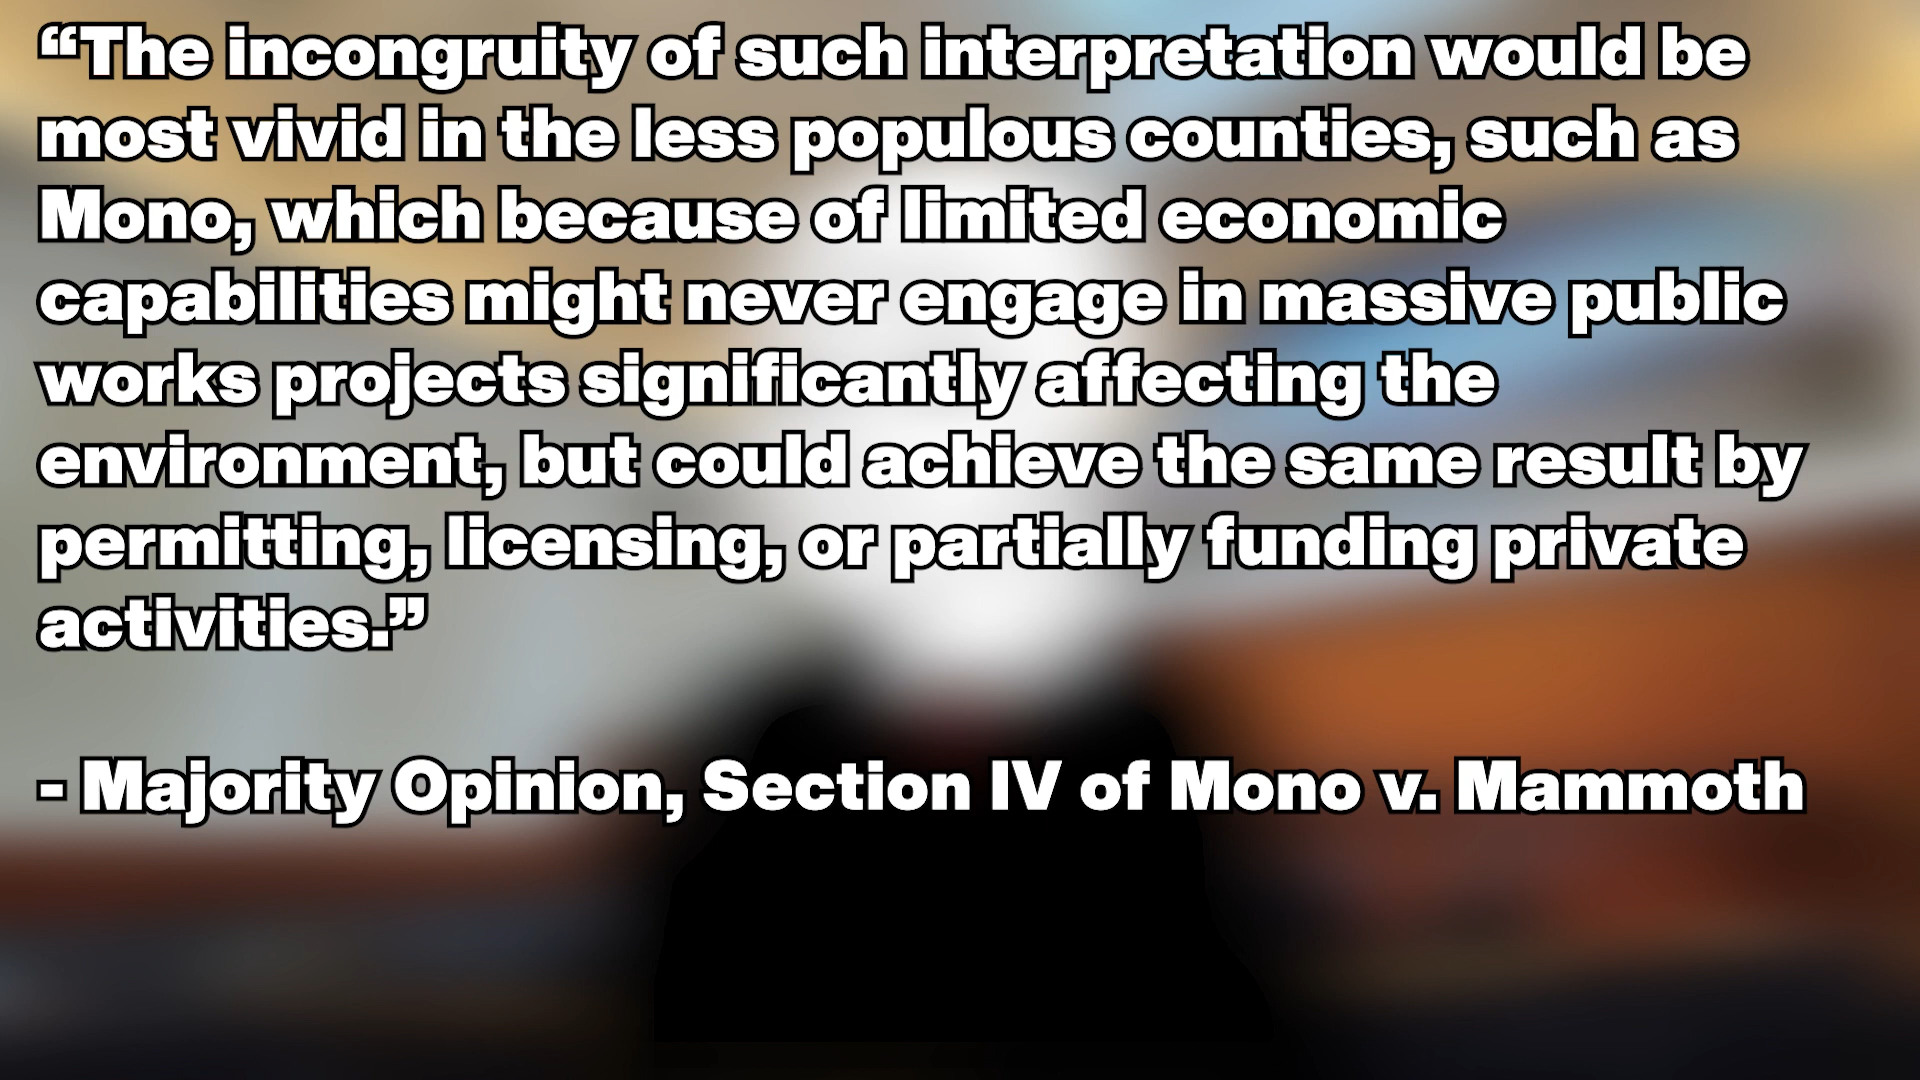 “The incongruity of such interpretation would be
most vivid in the less populous counties, such as
Mono, which because of limited economic
capabilities might never engage in massive public
works projects significantly affecting the
environment, but could achieve the same result by
permitting, licensing, or partially funding private
activities.”
- Majority Opinion, Section IV of Mono v. Mammoth